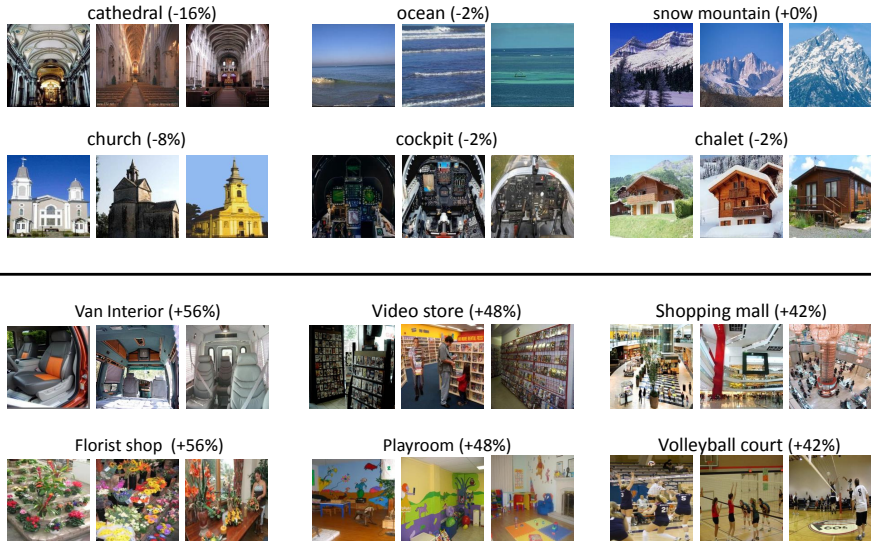 cathedral (-16%)
ocean (-2%)
snow mountain (+0%)
church (-8%)
cockpit (-2%)
chalet (-2%)
Van Interior (+56%)
Video store (+48%)
Shopping mall (+42%)
Florist shop (+56%)
Playroom (+48%)
Volleyball court (+42%)